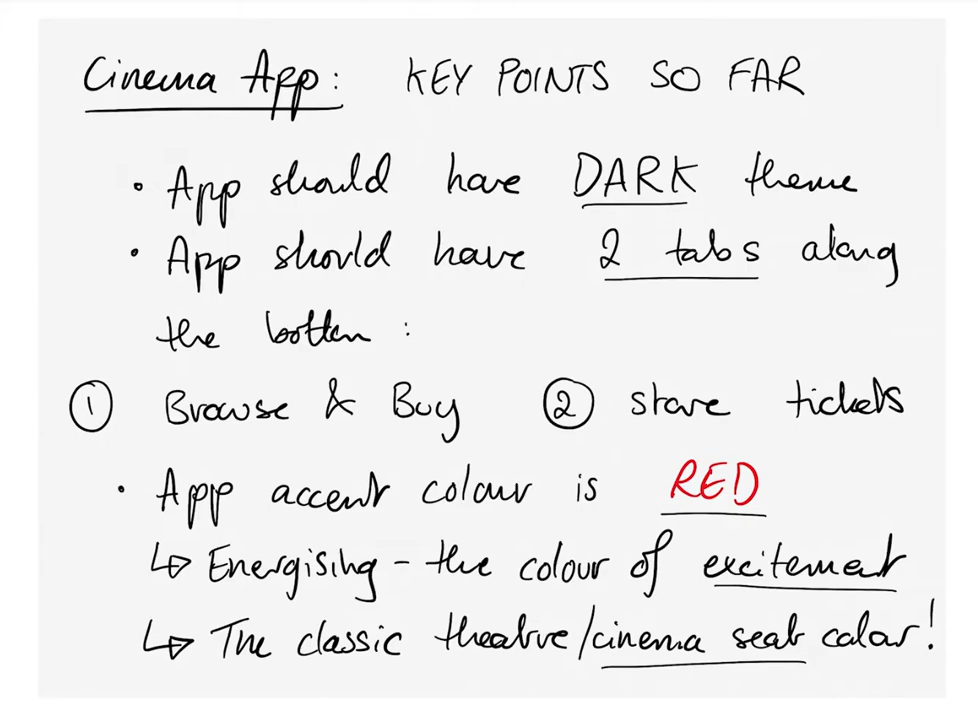 Cinema App: KEY POINTS SO FAR
• App should have DARK theme
• App should have 2 tabs along
the bottom :
① Browse & Buy ② store tickets
• App accent colour is RED
↳ Energising - the colour of excitement
↳ The classic theatre/cinema seat colour!